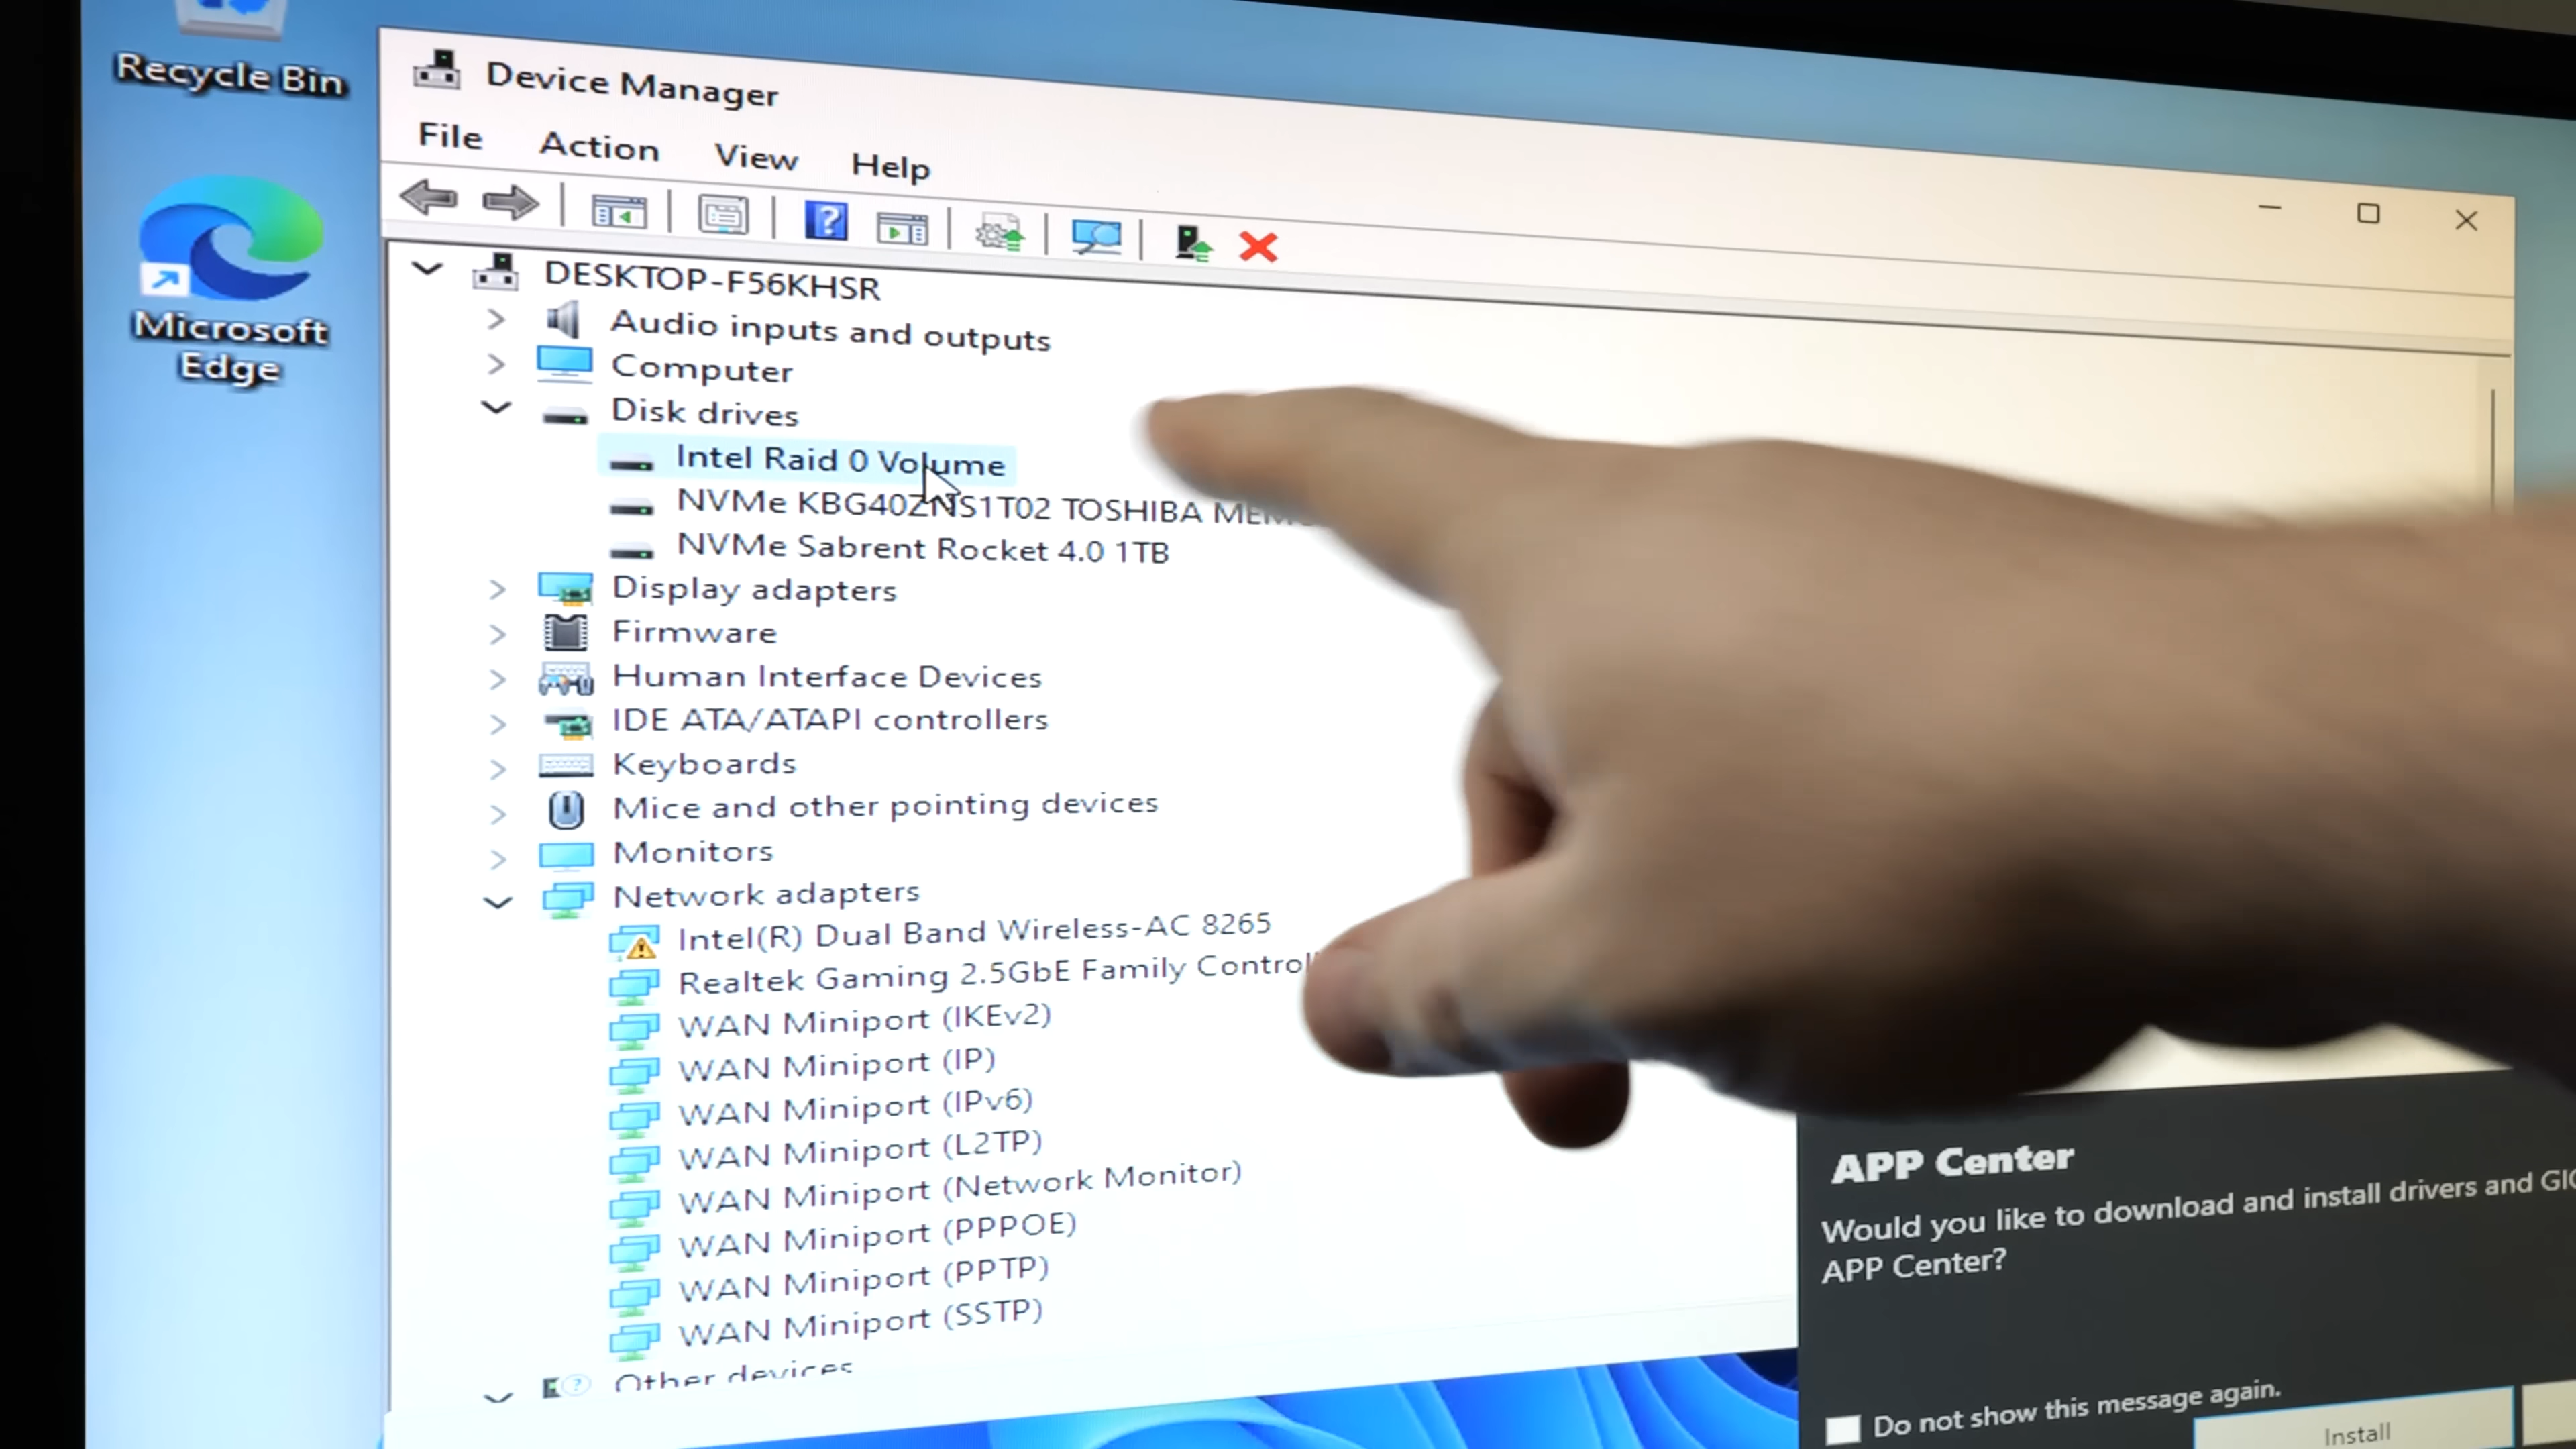 Recycle Bin
Microsoft
Edge
Device Manager
File Action View Help
DESKTOP-F56KHSR
Audio inputs and outputs
Computer
Disk drives
Intel Raid 0 Volume
NVMe KBG40ZNS1T02 TOSHIBA
NVMe Sabrent Rocket 4.0 1TB
Display adapters
Firmware
Human Interface Devices
IDE ATA/ATAPI controllers
Keyboards
Mice and other pointing devices
Monitors
Network adapters
Intel(R) Dual Band Wireless-AC 8265
Realtek Gaming 2.5GbE Family
WAN Miniport (IKEv2)
WAN Miniport (IP)
WAN Miniport (IPv6)
WAN Miniport (L2TP)
WAN Miniport (Network Monitor)
WAN Miniport (PPPOE)
WAN Miniport (PPTP)
WAN Miniport (SSTP)
Other devices
APP Center
Would you like to download and install drivers and
APP Center?
Do not show this message again.
Install